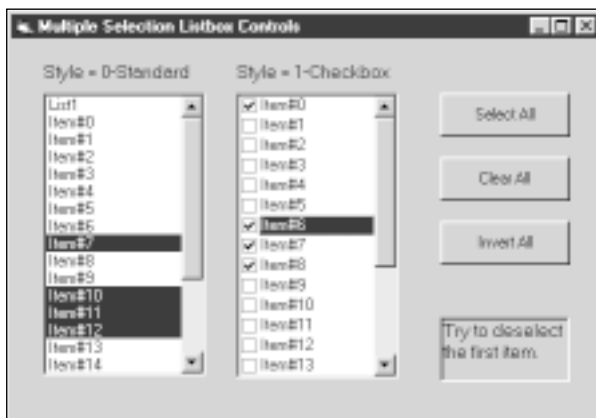 Multiple Selection Listbox Controls
Style = 0-Standard
List1
Item#0
Item#1
Item#2
Item#3
Item#4
Item#5
Item#6
Item#7
Item#8
Item#9
Item#10
Item#11
Item#12
Item#13
Item#14
Style = 1-Checkbox
Item#0
Item#1
Item#2
Item#3
Item#4
Item#5
Item#6
Item#7
Item#8
Item#9
Item#10
Item#11
Item#12
Item#13
Select All
Clear All
Invert All
Try to deselect
the first item.